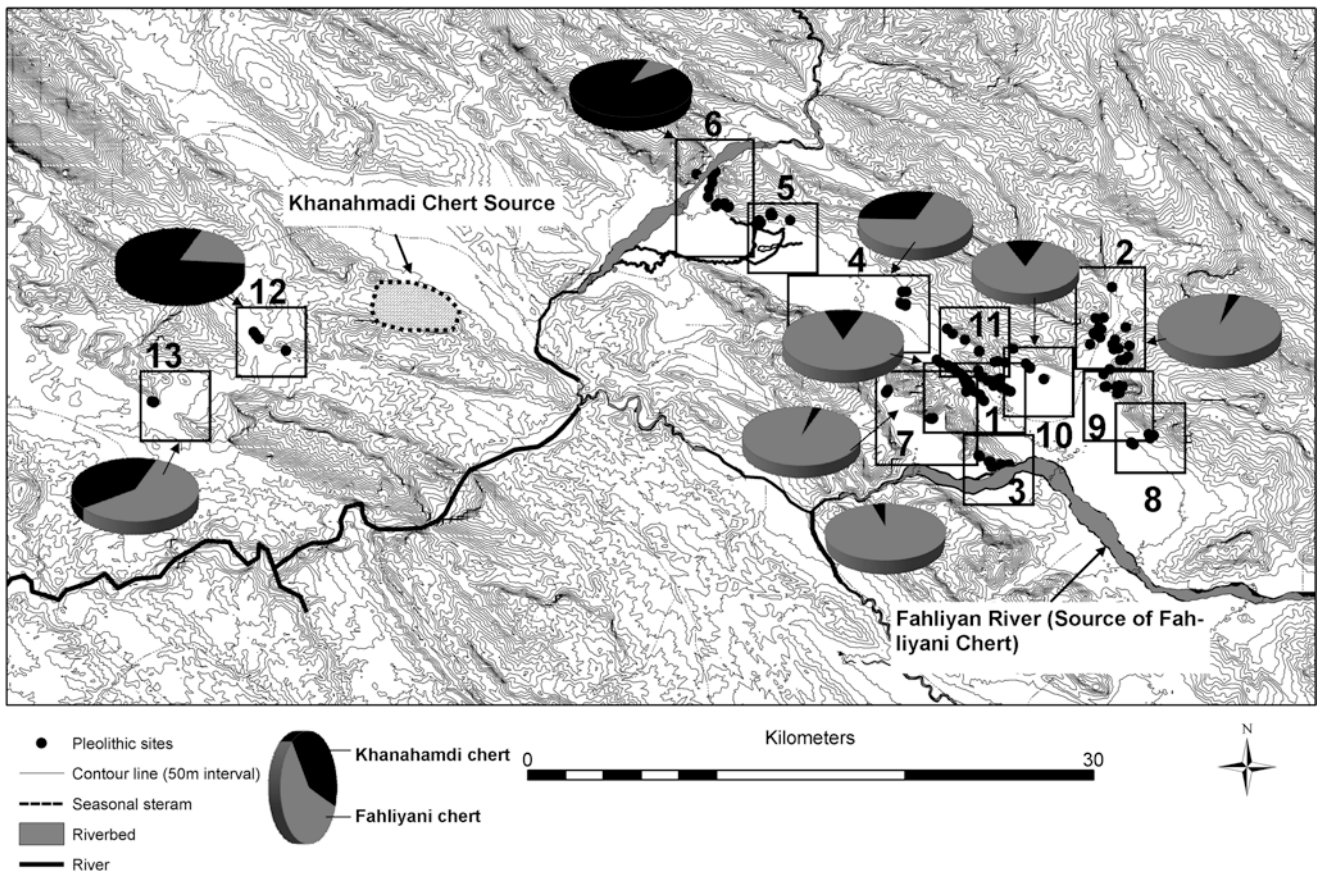 6
Khanahmadi Chert Source
5
4
2
12
11
13
1
10
9
7
3
8
Fahliyan River (Source of Fah-
liyani Chert)
Pleolithic sites
Contour line (50m interval)
Seasonal steram
Riverbed
River
Khanahamdi chert
Fahliyani chert
Kilometers
0
30
N